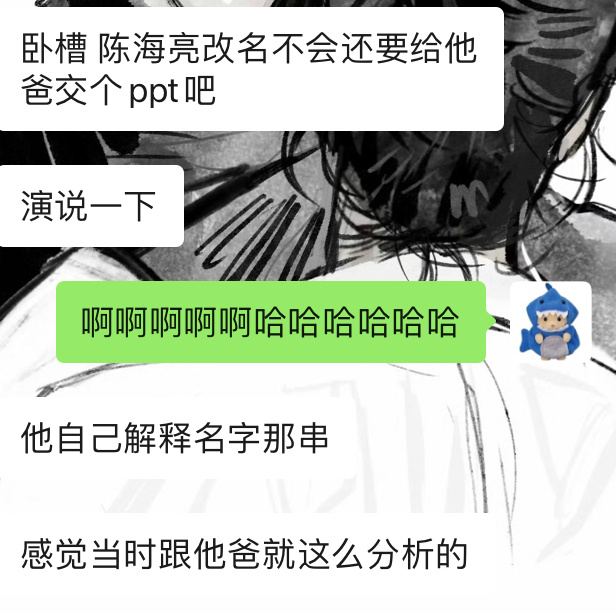 卧槽 陈海亮改名不会还要给他
爸交个ppt吧
演说一下
啊啊啊啊啊哈哈哈哈哈哈
他自己解释名字那串
感觉当时跟他爸就这么分析的